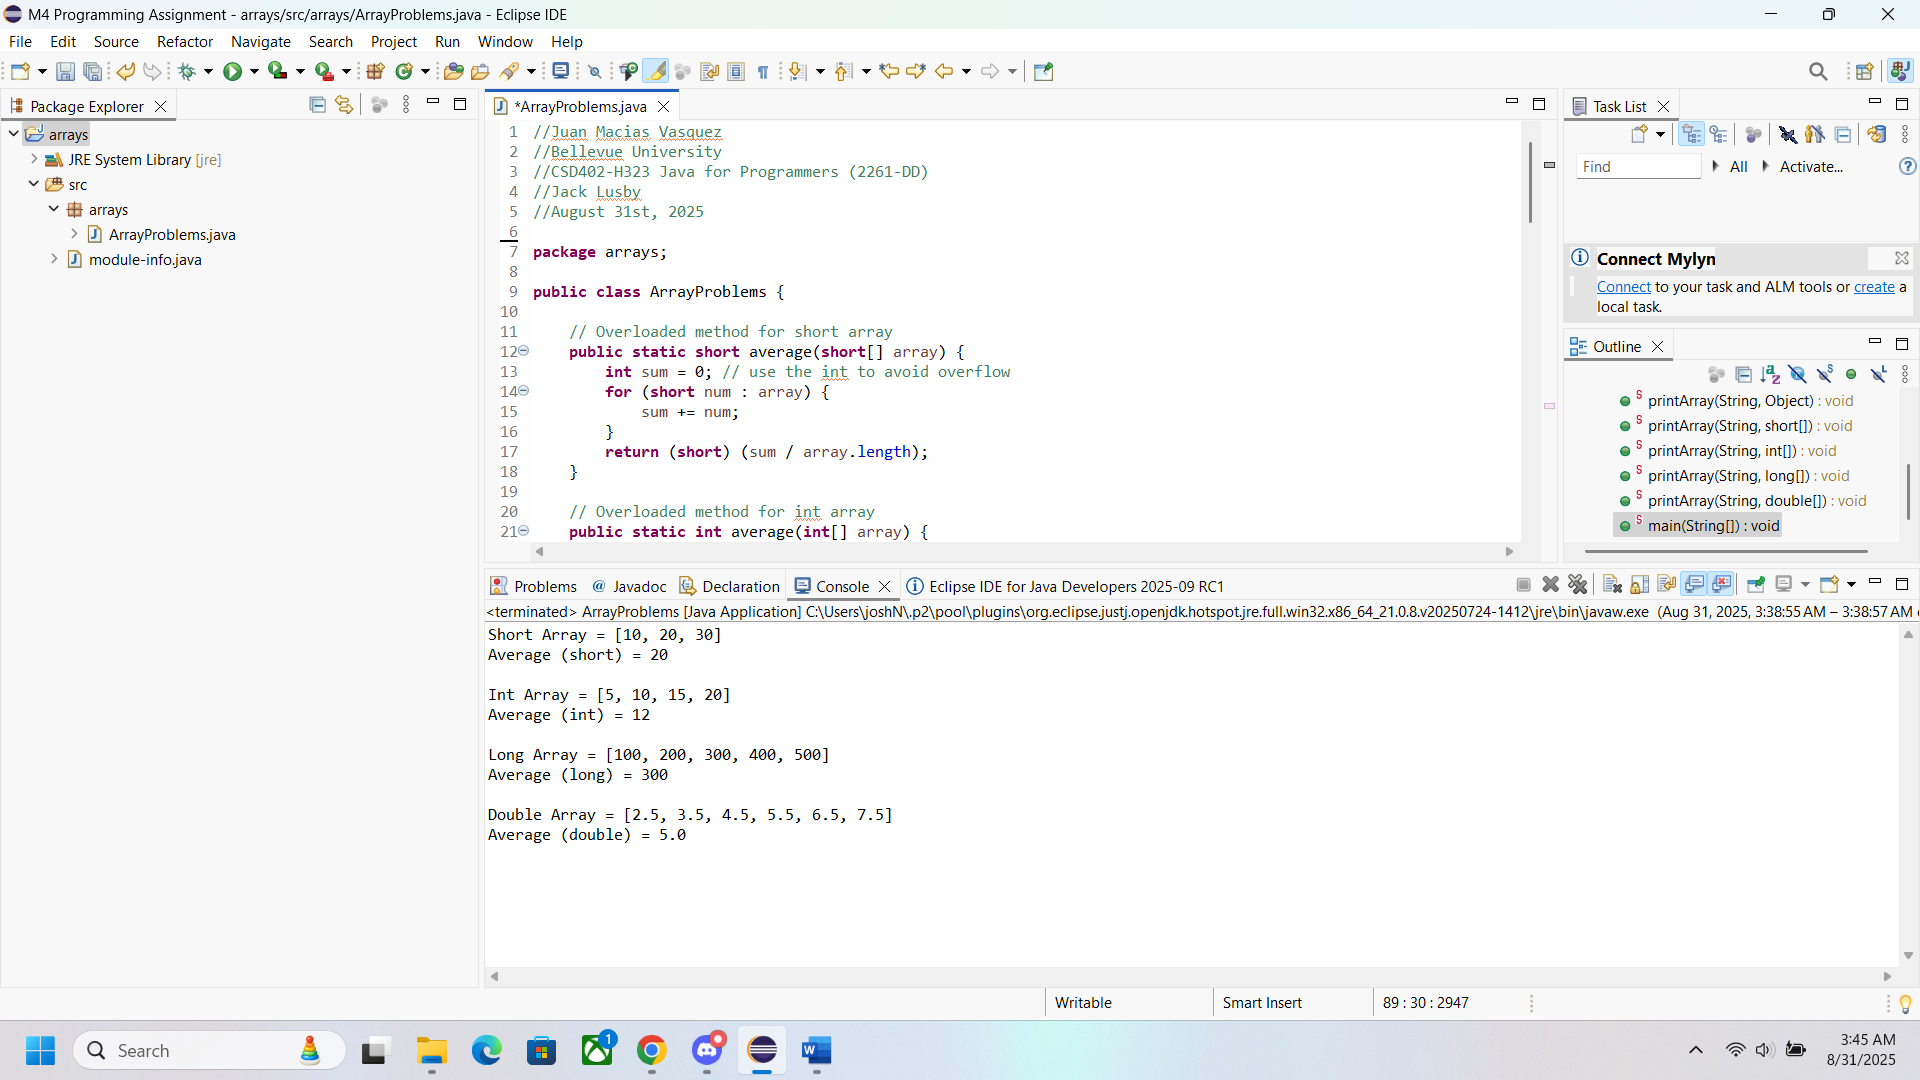 M4 Programming Assignment - arrays/src/arrays/ArrayProblems.java - Eclipse IDE
File Edit Source Refactor Navigate Search Project Run Window Help
Package Explorer
arrays
JRE System Library [jre]
src
arrays
ArrayProblems.java
module-info.java
*ArrayProblems.java
1 //Juan Macias Vasquez
2 //Bellevue University
3 //CSD402-H323 Java for Programmers (2261-DD)
4 //Jack Lusby
5 //August 31st, 2025
6
7 package arrays;
8
9 public class ArrayProblems {
10
11 // Overloaded method for short array
12 public static short average(short[] array) {
13 int sum = 0; // use the int to avoid overflow
14 for (short num : array) {
15 sum += num;
16 }
17 return (short) (sum / array.length);
18 }
19
20 // Overloaded method for int array
21 public static int average(int[] array) {
Task List
Find All Activate...
Connect Mylyn
Connect to your task and ALM tools or create a
local task.
Outline
printArray(String, Object) : void
printArray(String, short[]) : void
printArray(String, int[]) : void
printArray(String, long[]) : void
printArray(String, double[]) : void
main(String[]) : void
Problems @ Javadoc Declaration Console Eclipse IDE for Java Developers 2025-09 RC1
<terminated> ArrayProblems [Java Application] C:\Users\joshN\.p2\pool\plugins\org.eclipse.justj.openjdk.hotspot.jre.full.win32.x86_64_21.0.8.v20250724-1412\jre\bin\javaw.exe (Aug 31, 2025, 3:38:55 AM – 3:38:57 AM
Short Array = [10, 20, 30]
Average (short) = 20
Int Array = [5, 10, 15, 20]
Average (int) = 12
Long Array = [100, 200, 300, 400, 500]
Average (long) = 300
Double Array = [2.5, 3.5, 4.5, 5.5, 6.5, 7.5]
Average (double) = 5.0
Writable Smart Insert 89 : 30 : 2947
Search
1
3:45 AM
8/31/2025